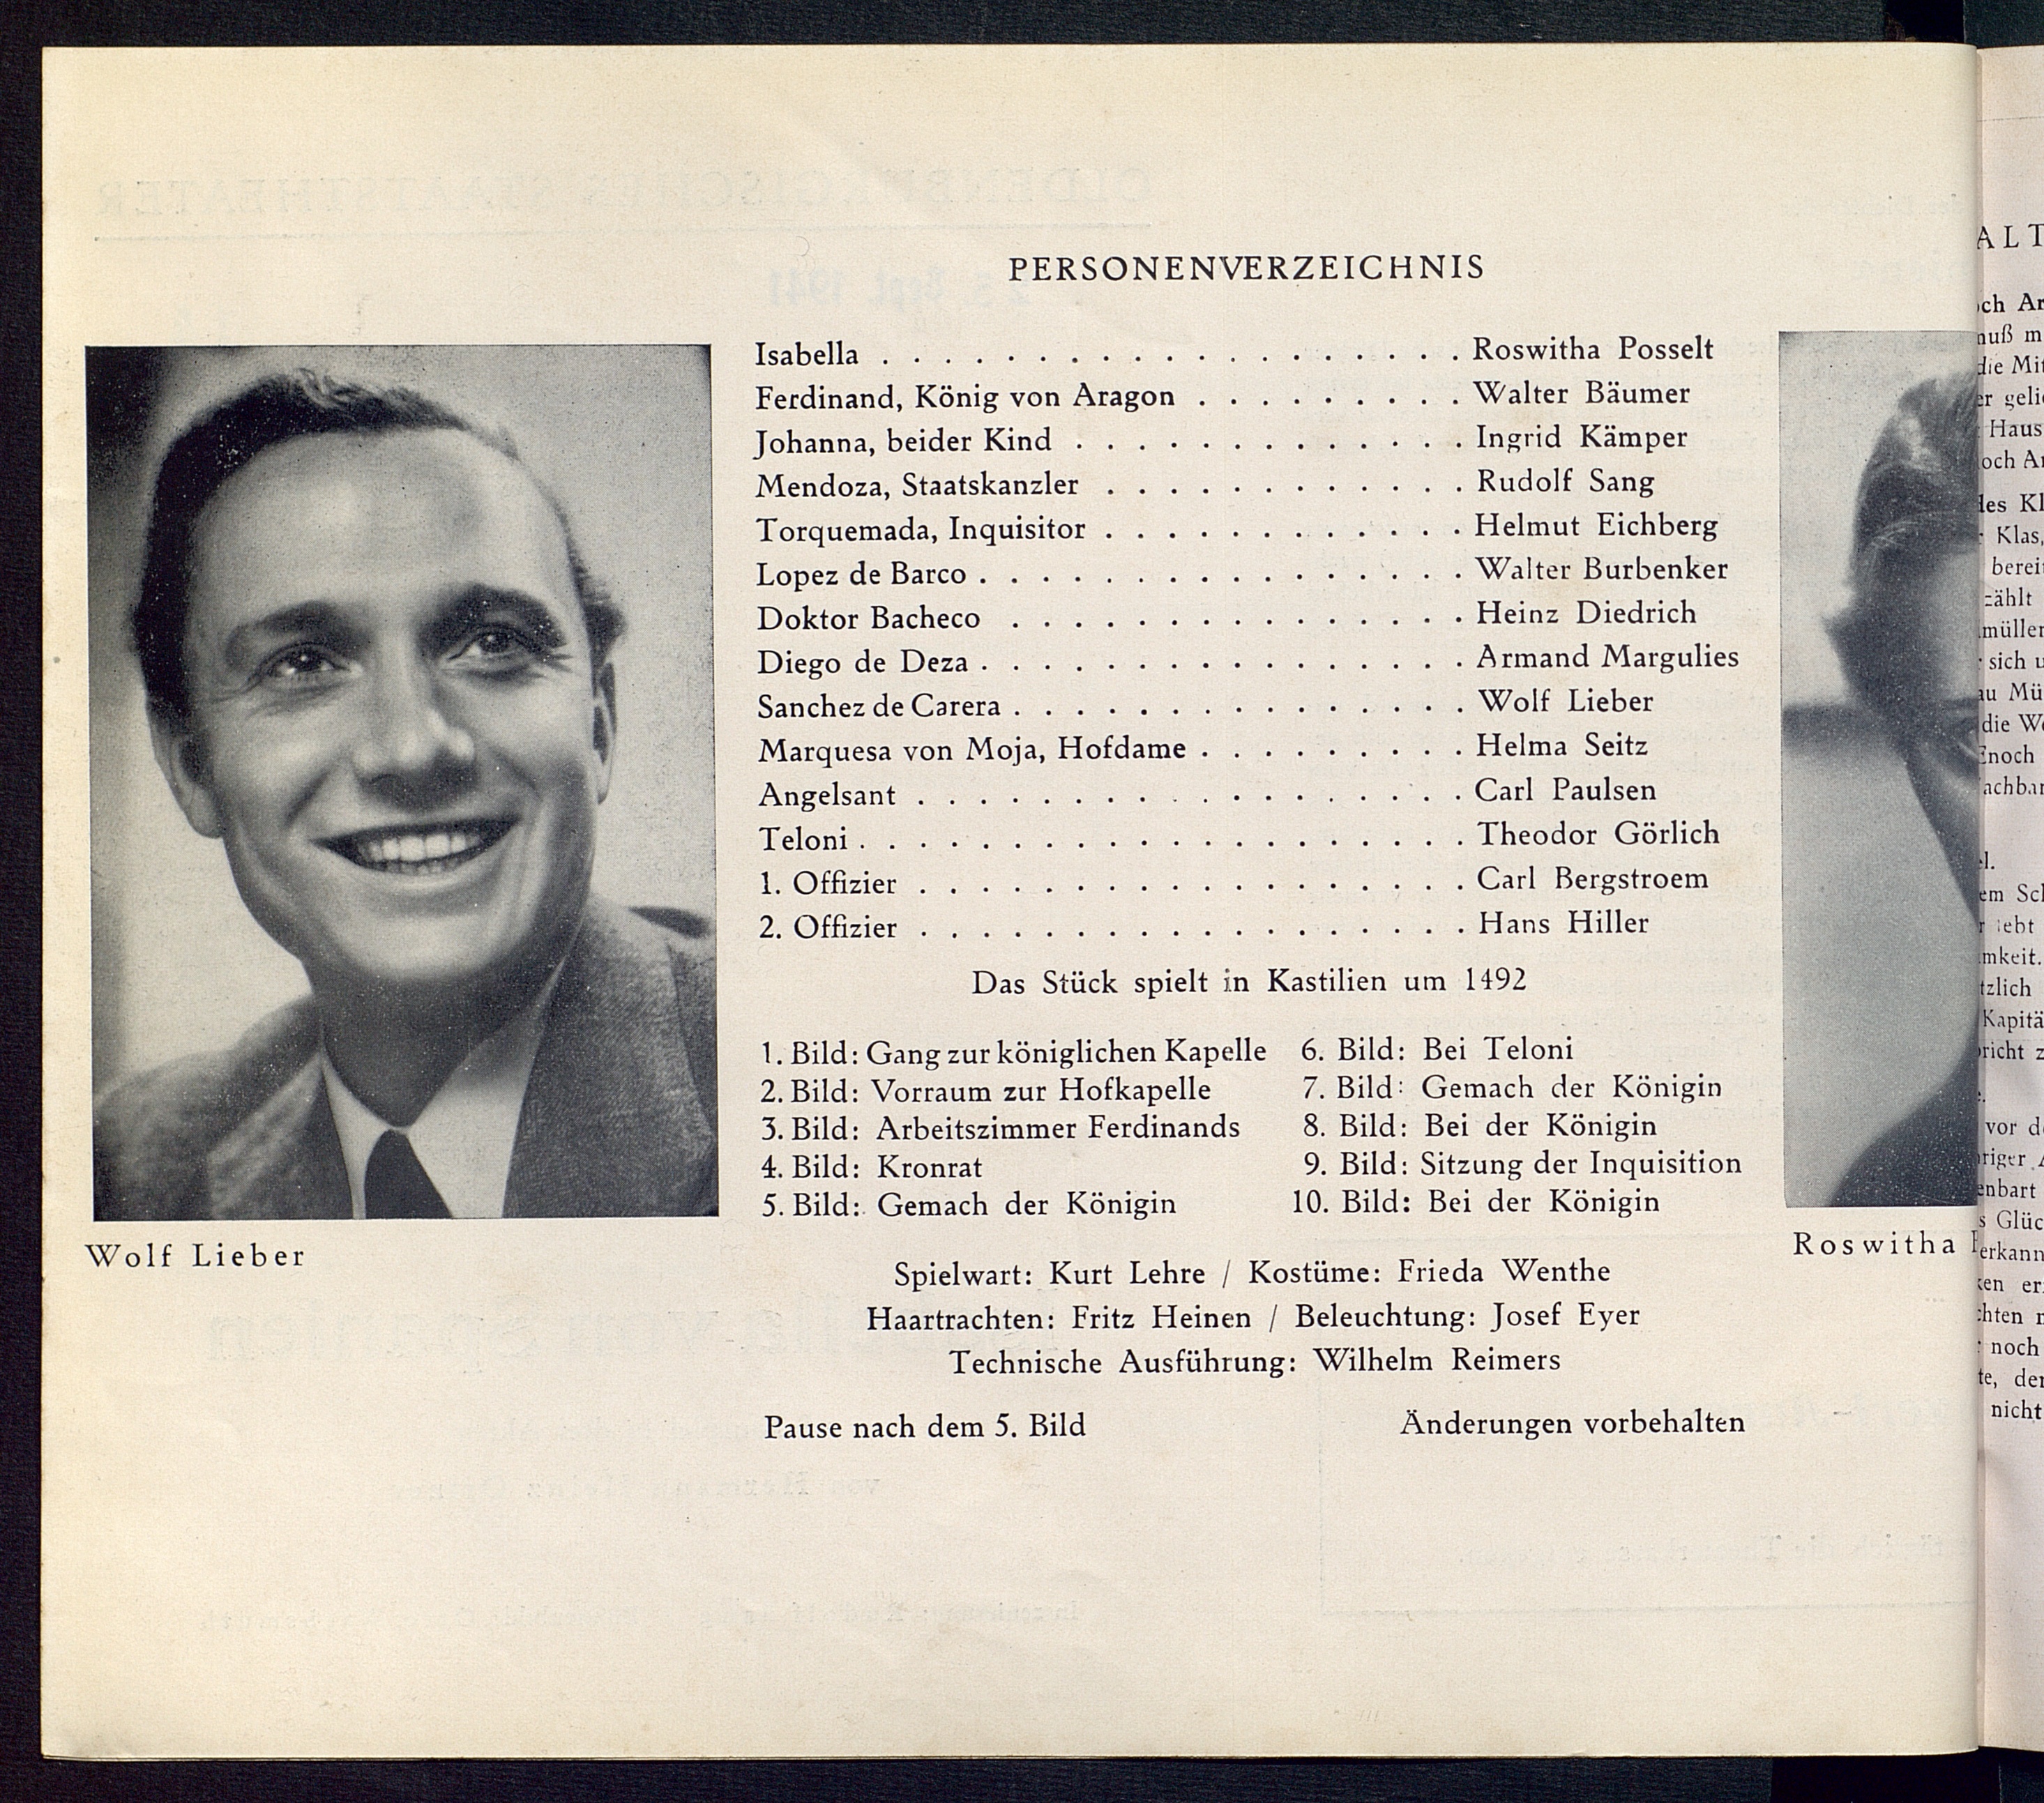 PERSONENVERZEICHNIS
Isabella . . . . . . . . . . . . . . . . . . . Roswitha Posselt
Ferdinand, König von Aragon . . . . . . . . . Walter Bäumer
Johanna, beider Kind . . . . . . . . . . . . . Ingrid Kämper
Mendoza, Staatskanzler . . . . . . . . . . . . Rudolf Sang
Torquemada, Inquisitor . . . . . . . . . . . . Helmut Eichberg
Lopez de Barco . . . . . . . . . . . . . . . . Walter Burbenker
Doktor Bacheco . . . . . . . . . . . . . . . Heinz Diedrich
Diego de Deza . . . . . . . . . . . . . . . . Armand Margulies
Sanchez de Carera . . . . . . . . . . . . . . . Wolf Lieber
Marquesa von Moja, Hofdame . . . . . . . . . Helma Seitz
Angelsant . . . . . . . . . . . . . . . . . . Carl Paulsen
Teloni . . . . . . . . . . . . . . . . . . . . Theodor Görlich
1. Offizier . . . . . . . . . . . . . . . . . . Carl Bergstroem
2. Offizier . . . . . . . . . . . . . . . . . . Hans Hiller
Das Stück spielt in Kastilien um 1492
1. Bild: Gang zur königlichen Kapelle
2. Bild: Vorraum zur Hofkapelle
3. Bild: Arbeitszimmer Ferdinands
4. Bild: Kronrat
5. Bild: Gemach der Königin
6. Bild: Bei Teloni
7. Bild: Gemach der Königin
8. Bild: Bei der Königin
9. Bild: Sitzung der Inquisition
10. Bild: Bei der Königin
Wolf Lieber
Roswitha
Spielwart: Kurt Lehre / Kostüme: Frieda Wenthe
Haartrachten: Fritz Heinen / Beleuchtung: Josef Eyer
Technische Ausführung: Wilhelm Reimers
Pause nach dem 5. Bild
Änderungen vorbehalten